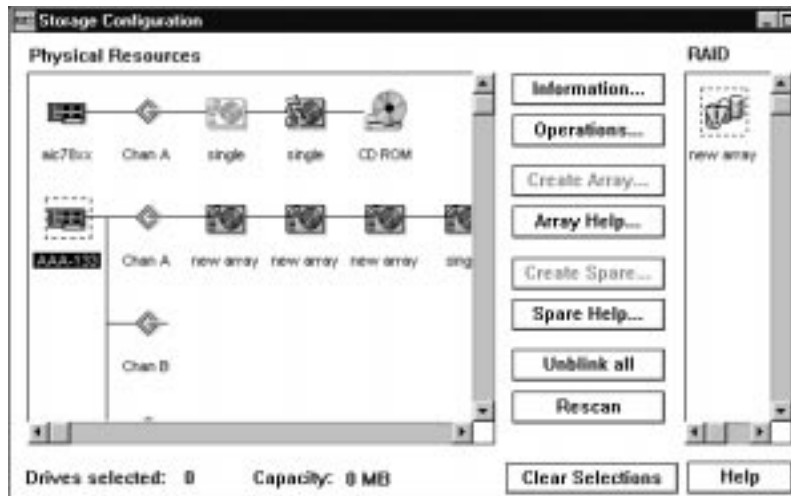 Storage Configuration
Physical Resources
RAID
aic78xx Chan A single single CD-ROM
new array
AAA-133 Chan A new array new array new array sing
Chan B
Information...
Operations...
Create Array...
Array Help...
Create Spare...
Spare Help...
Unblink all
Rescan
Drives selected: 0 Capacity: 0 MB
Clear Selections
Help